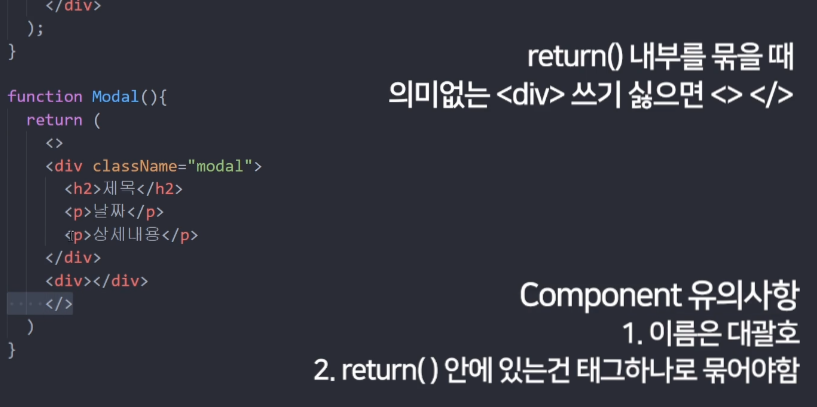 </div>
);
}
return() 내부를 묶을 때
의미없는 <div> 쓰기 싫으면 <> </>
function Modal(){
return (
<>
<div className="modal">
<h2>제목</h2>
<p>날짜</p>
<p>상세내용</p>
</div>
<div></div>
</>
)
}
Component 유의사항
1. 이름은 대괄호
2. return( ) 안에 있는건 태그하나로 묶어야함